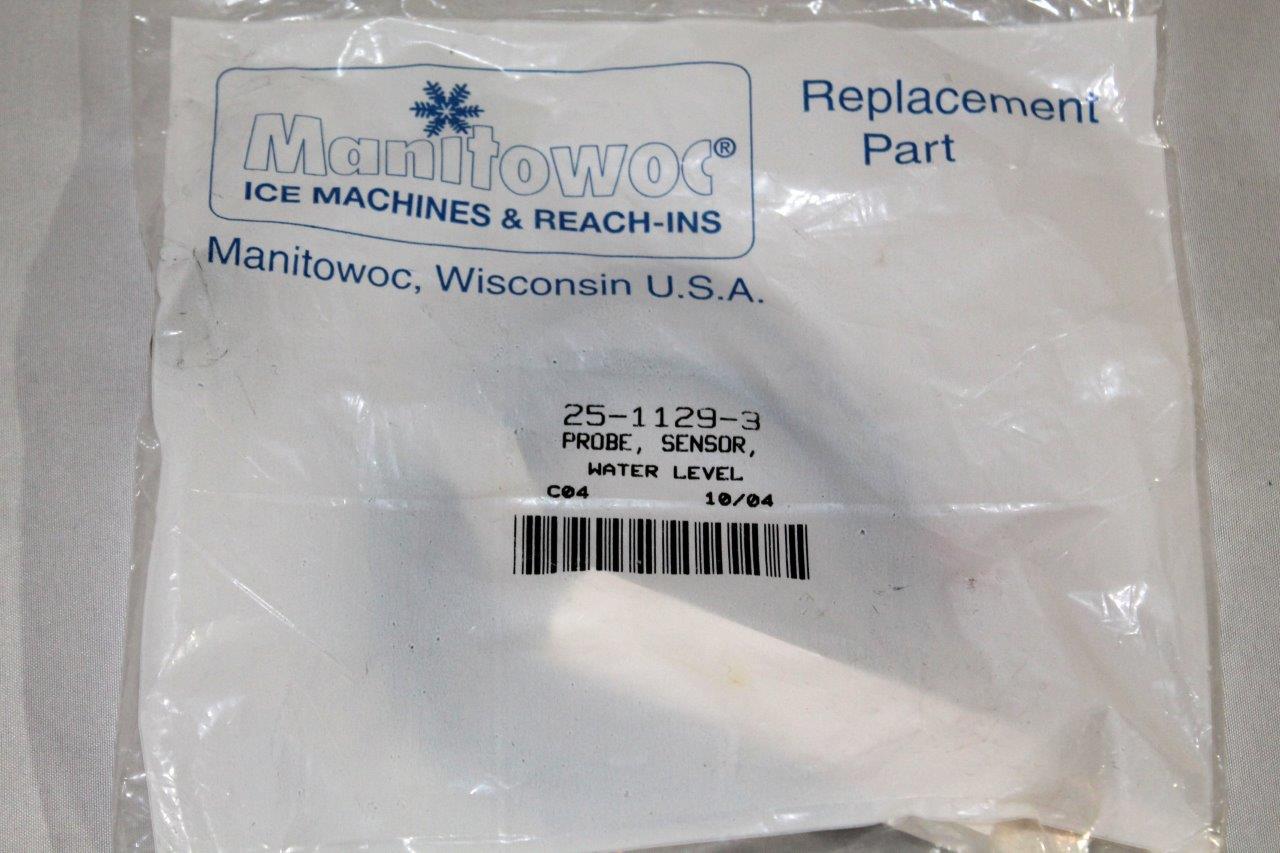 Manitowoc®
ICE MACHINES & REACH-INS
Manitowoc, Wisconsin U.S.A.
Replacement
Part
25-1129-3
PROBE, SENSOR,
WATER LEVEL
C04 10/04